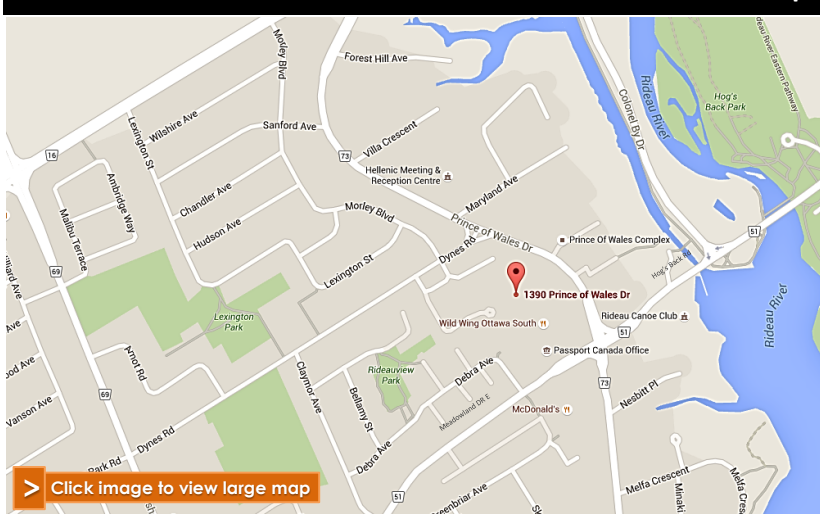 Morley Blvd
Forest Hill Ave
Rideau River Eastern Pathway
Hog's
Back Park
Rideau River
Colonel By Dr
Wilshire Ave
Lexington St
Sanford Ave
Villa Crescent
16
73
Hellenic Meeting &
Reception Centre
Ambridge Way
Malibu Terrace
Chandler Ave
Hudson Ave
Morley Blvd
Maryland Ave
Prince of Wales Dr
Dynes Rd
Prince Of Wales Complex
51
Hog's Back Rd
69
Lexington St
1390 Prince of Wales Dr
Rideau River
Lexington
Park
Wild Wing Ottawa South
Rideau Canoe Club
51
Passport Canada Office
Ave
Arnot Rd
Rideauview
Park
Debra Ave
73
Nesbitt Pl
69
Claymor Ave
Bellamy St
Meadowland DR E
McDonald's
Vanson Ave
Dynes Rd
Debra Ave
Park Rd
Melfa Crescent
Minaki
Melfa Cres
51
> Click image to view large map